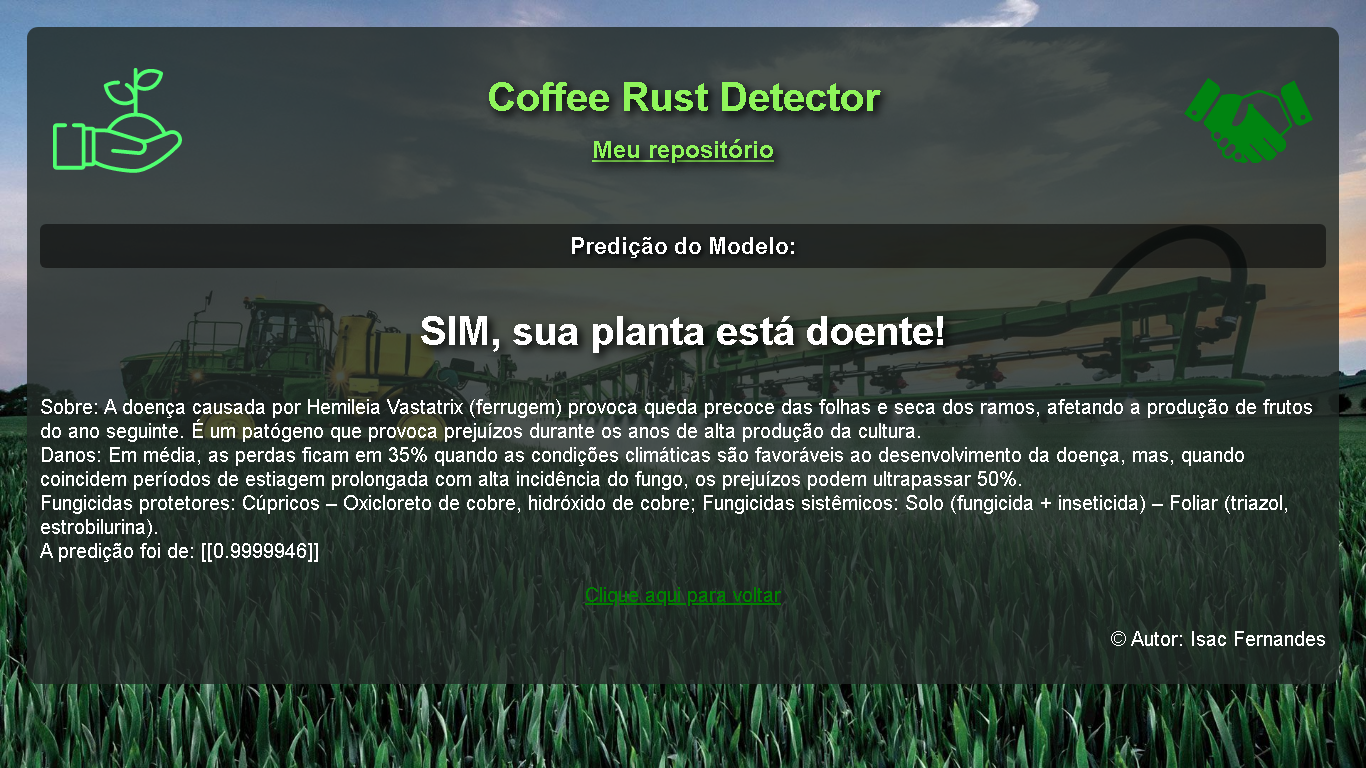 Coffee Rust Detector
Meu repositório
Predição do Modelo:
SIM, sua planta está doente!
Sobre: A doença causada por Hemileia Vastatrix (ferrugem) provoca queda precoce das folhas e seca dos ramos, afetando a produção de frutos
do ano seguinte. É um patógeno que provoca prejuízos durante os anos de alta produção da cultura.
Danos: Em média, as perdas ficam em 35% quando as condições climáticas são favoráveis ao desenvolvimento da doença, mas, quando
coincidem períodos de estiagem prolongada com alta incidência do fungo, os prejuízos podem ultrapassar 50%.
Fungicidas protetores: Cúpricos – Oxicloreto de cobre, hidróxido de cobre; Fungicidas sistêmicos: Solo (fungicida + inseticida) – Foliar (triazol,
estrobilurina).
A predição foi de: [[0.9999946]]
Clique aqui para voltar
© Autor: Isac Fernandes